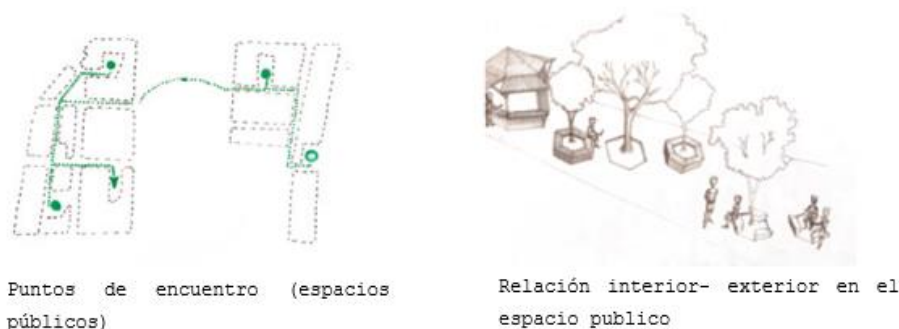 Puntos de encuentro (espacios
públicos)
Relación interior- exterior en el
espacio publico